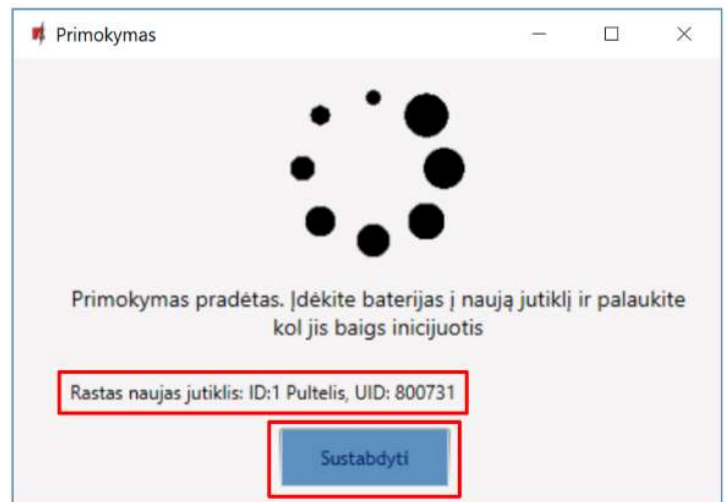 Primokymas
Primokymas pradėtas. Įdėkite baterijas į naują jutiklį ir palaukite
kol jis baigs inicijuotis
Rastas naujas jutiklis: ID:1 Pultelis, UID: 800731
Sustabdyti